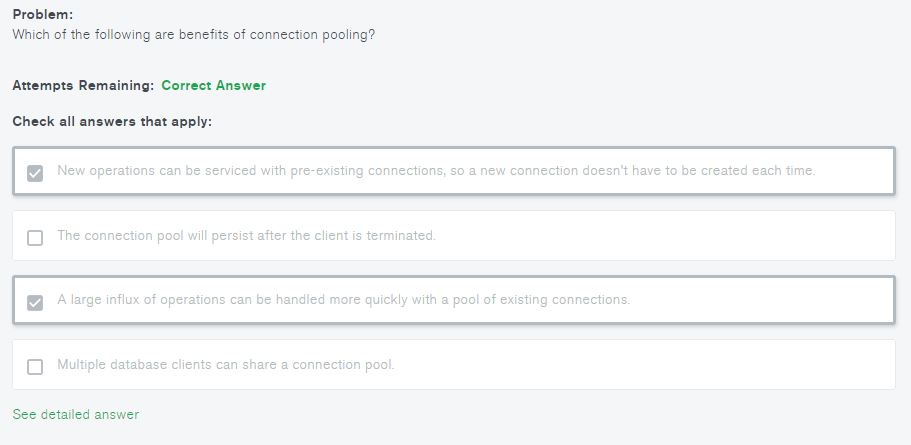 Problem:
Which of the following are benefits of connection pooling?
Attempts Remaining: Correct Answer
Check all answers that apply:
New operations can be serviced with pre-existing connections, so a new connection doesn't have to be created each time.
The connection pool will persist after the client is terminated.
A large influx of operations can be handled more quickly with a pool of existing connections.
Multiple database clients can share a connection pool.
See detailed answer